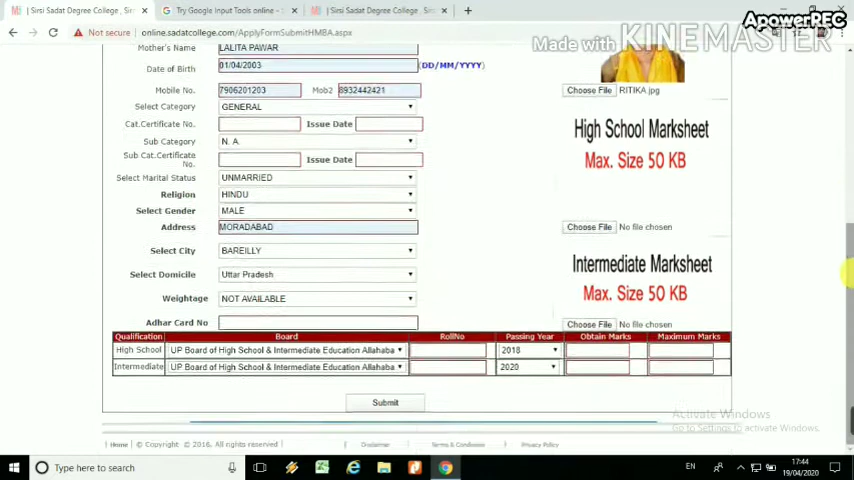 | Sirsi Sadat Degree College , A
Try Google Input Tools online –
| Sirsi Sadat Degree College , A
ApowerREC
Not secure
online.sadatcollege.com/ApplyFormSubmitHMBA.aspx
Made with KINEMASTER
Mother's Name
LALITA PAWAR
Date of Birth
01/04/2003
(DD/MM/YYYY)
Mobile No.
7906201203
Mob2
8932442421
Choose File
RITIKA.jpg
Select Category
GENERAL
Cat.Certificate No.
Issue Date
High School Marksheet
Max. Size 50 KB
Sub Category
N. A.
Sub Cat.Certificate
No.
Issue Date
Select Marital Status
UNMARRIED
Religion
HINDU
Select Gender
MALE
Address
MORADABAD
Choose File
No file chosen
Select City
BAREILLY
Intermediate Marksheet
Max. Size 50 KB
Select Domicile
Uttar Pradesh
Weightage
NOT AVAILABLE
Adhar Card No
Choose File
No file chosen
Qualification
Board
RollNo
Passing Year
Obtain Marks
Maximum Marks
High School
UP Board of High School & Intermediate Education Allahaba
2018
Intermediate
UP Board of High School & Intermediate Education Allahaba
2020
Submit
Activate Windows
Go to Settings to activate Windows.
| Home | © Copyright © 2016, All rights reserved |
Disclaimer
Terms & Conditions
Privacy Policy
Type here to search
EN
17:44
19/04/2020